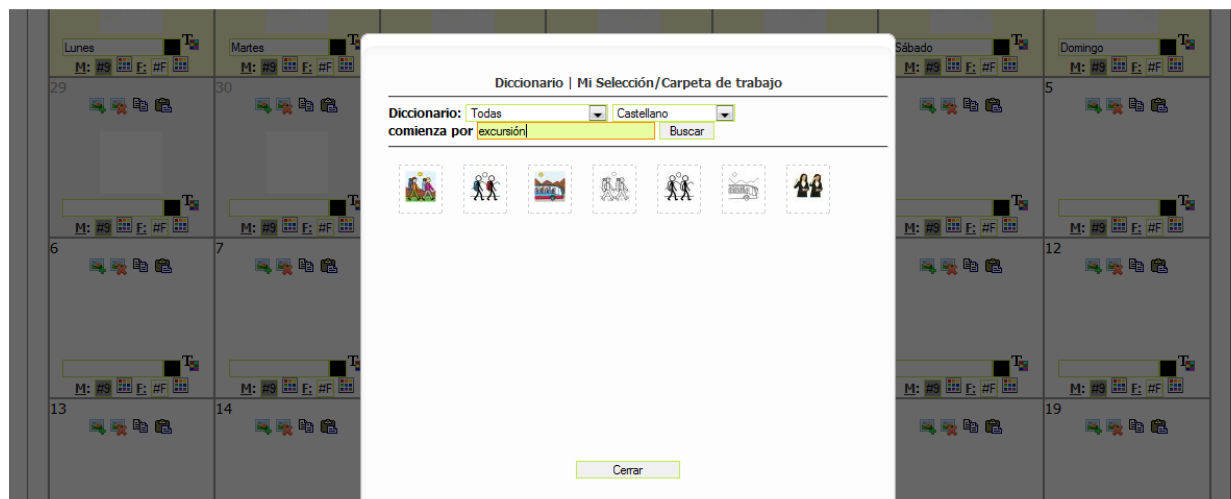 Lunes Martes Sábado Domingo
M: #9 F: #F M: #9 F: #F M: #9 F: #F M: #9 F: #F
Diccionario | Mi Selección/Carpeta de trabajo
Diccionario: Todas Castellano
comienza por excursión Buscar
29 30 5
M: #9 F: #F M: #9 F: #F M: #9 F: #F M: #9 F: #F
6 7 12
M: #9 F: #F M: #9 F: #F M: #9 F: #F M: #9 F: #F
13 14 19
Cerrar